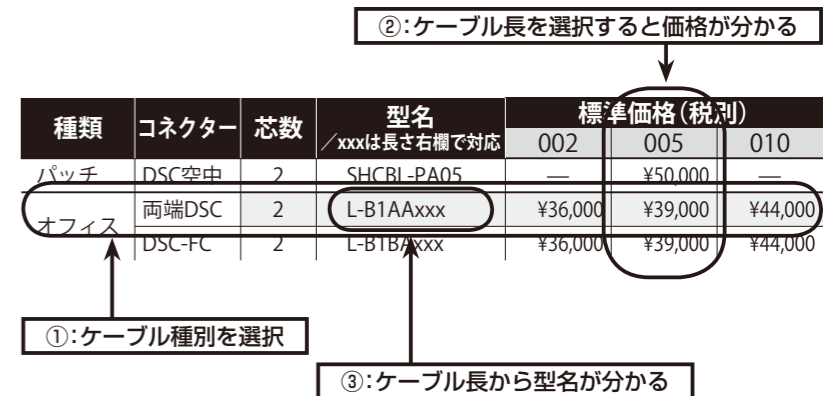 ②:ケーブル長を選択すると価格が分かる
種類 コネクター 芯数 型名 標準価格(税別)
/xxxは長さ右欄で対応 002 005 010
パッチ DSC空中 2 SHCBL-PA05 — ¥50,000 —
オフィス 両端DSC 2 L-B1AAxxx ¥36,000 ¥39,000 ¥44,000
DSC-FC 2 L-B1BAxxx ¥36,000 ¥39,000 ¥44,000
①:ケーブル種別を選択
③:ケーブル長から型名が分かる